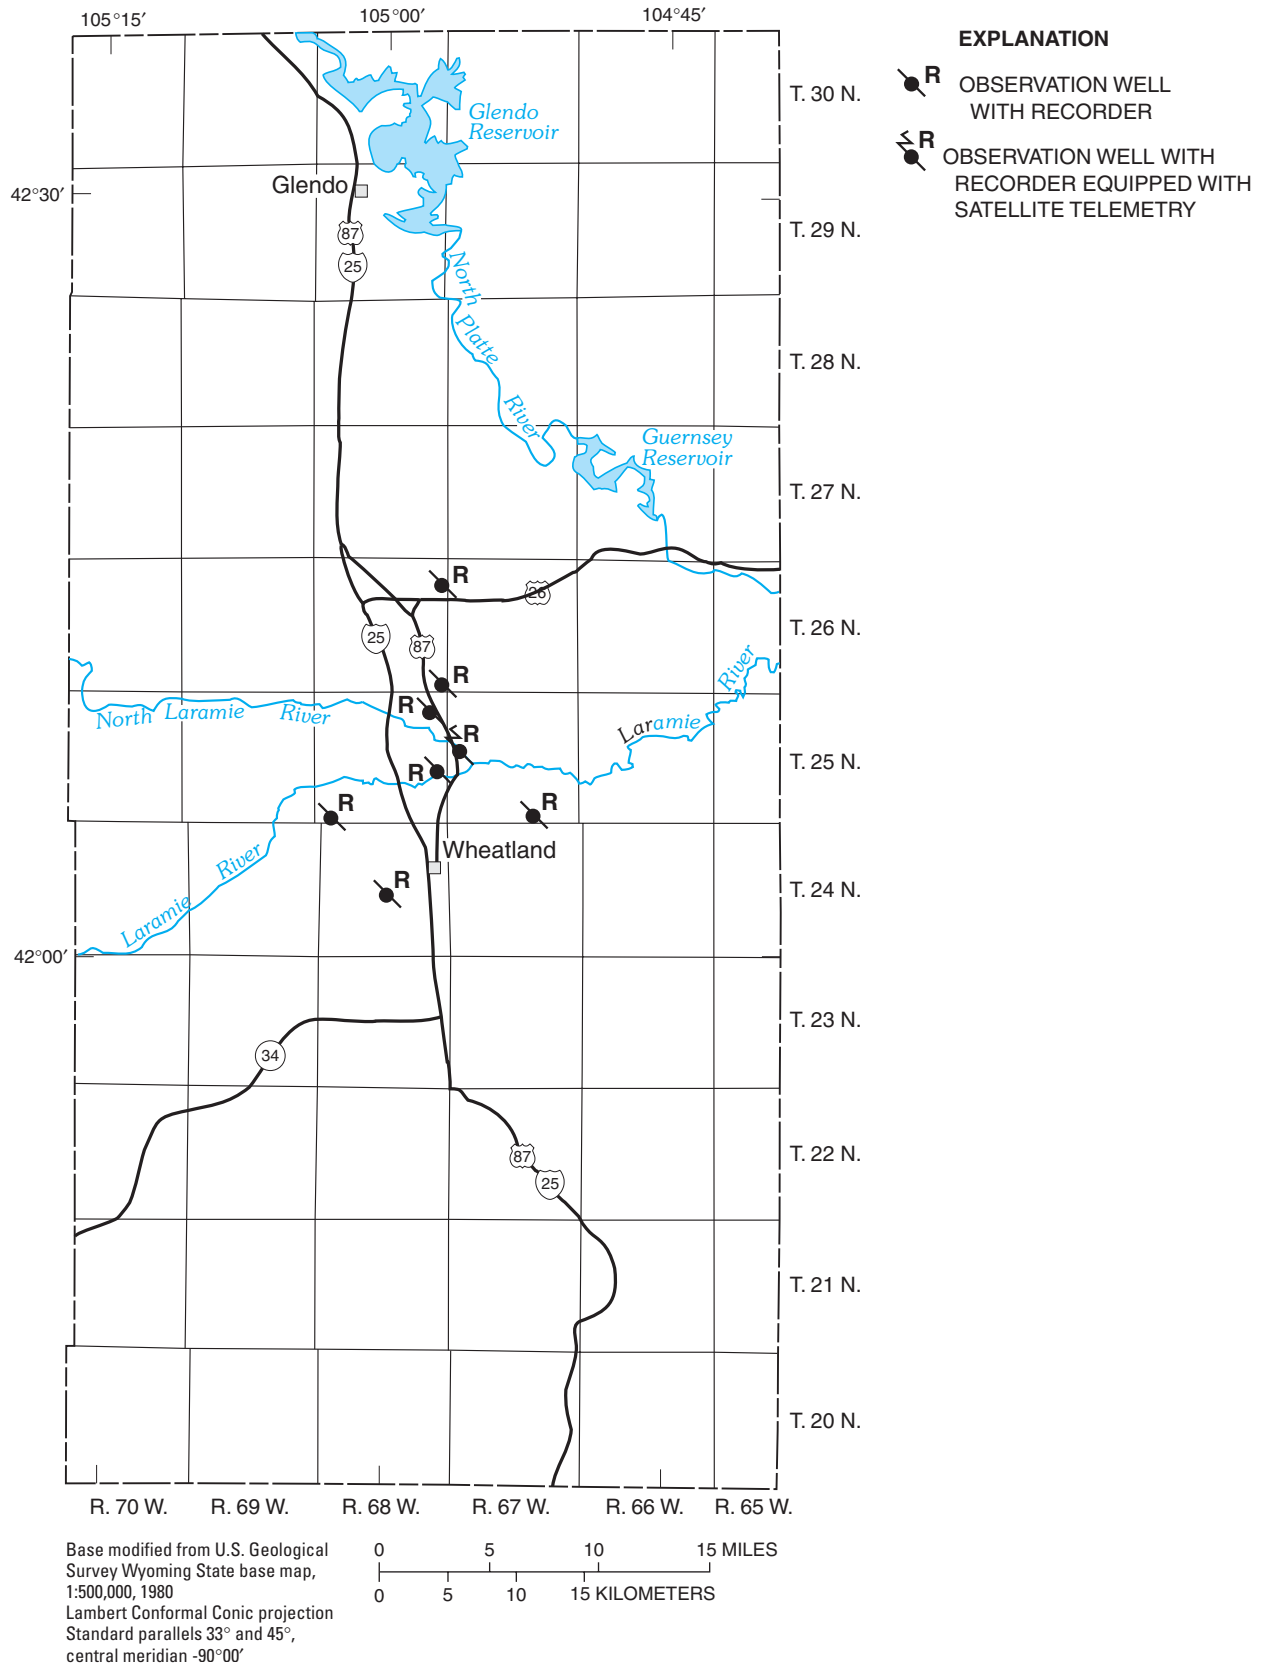 105°15′ 105°00′ 104°45′
EXPLANATION
R OBSERVATION WELL
WITH RECORDER
R OBSERVATION WELL WITH
RECORDER EQUIPPED WITH
SATELLITE TELEMETRY
T. 30 N.
Glendo
Reservoir
Glendo
42°30′
T. 29 N.
87
25
North Platte River
T. 28 N.
Guernsey
Reservoir
T. 27 N.
R
26
25
87
T. 26 N.
R
R
North Laramie River
Laramie River
R
T. 25 N.
R
R
R
Wheatland
Laramie River
R
T. 24 N.
42°00′
T. 23 N.
34
T. 22 N.
87
25
T. 21 N.
T. 20 N.
R. 70 W. R. 69 W. R. 68 W. R. 67 W. R. 66 W. R. 65 W.
Base modified from U.S. Geological
Survey Wyoming State base map,
1:500,000, 1980
Lambert Conformal Conic projection
Standard parallels 33° and 45°,
central meridian -90°00′
0 5 10 15 MILES
0 5 10 15 KILOMETERS